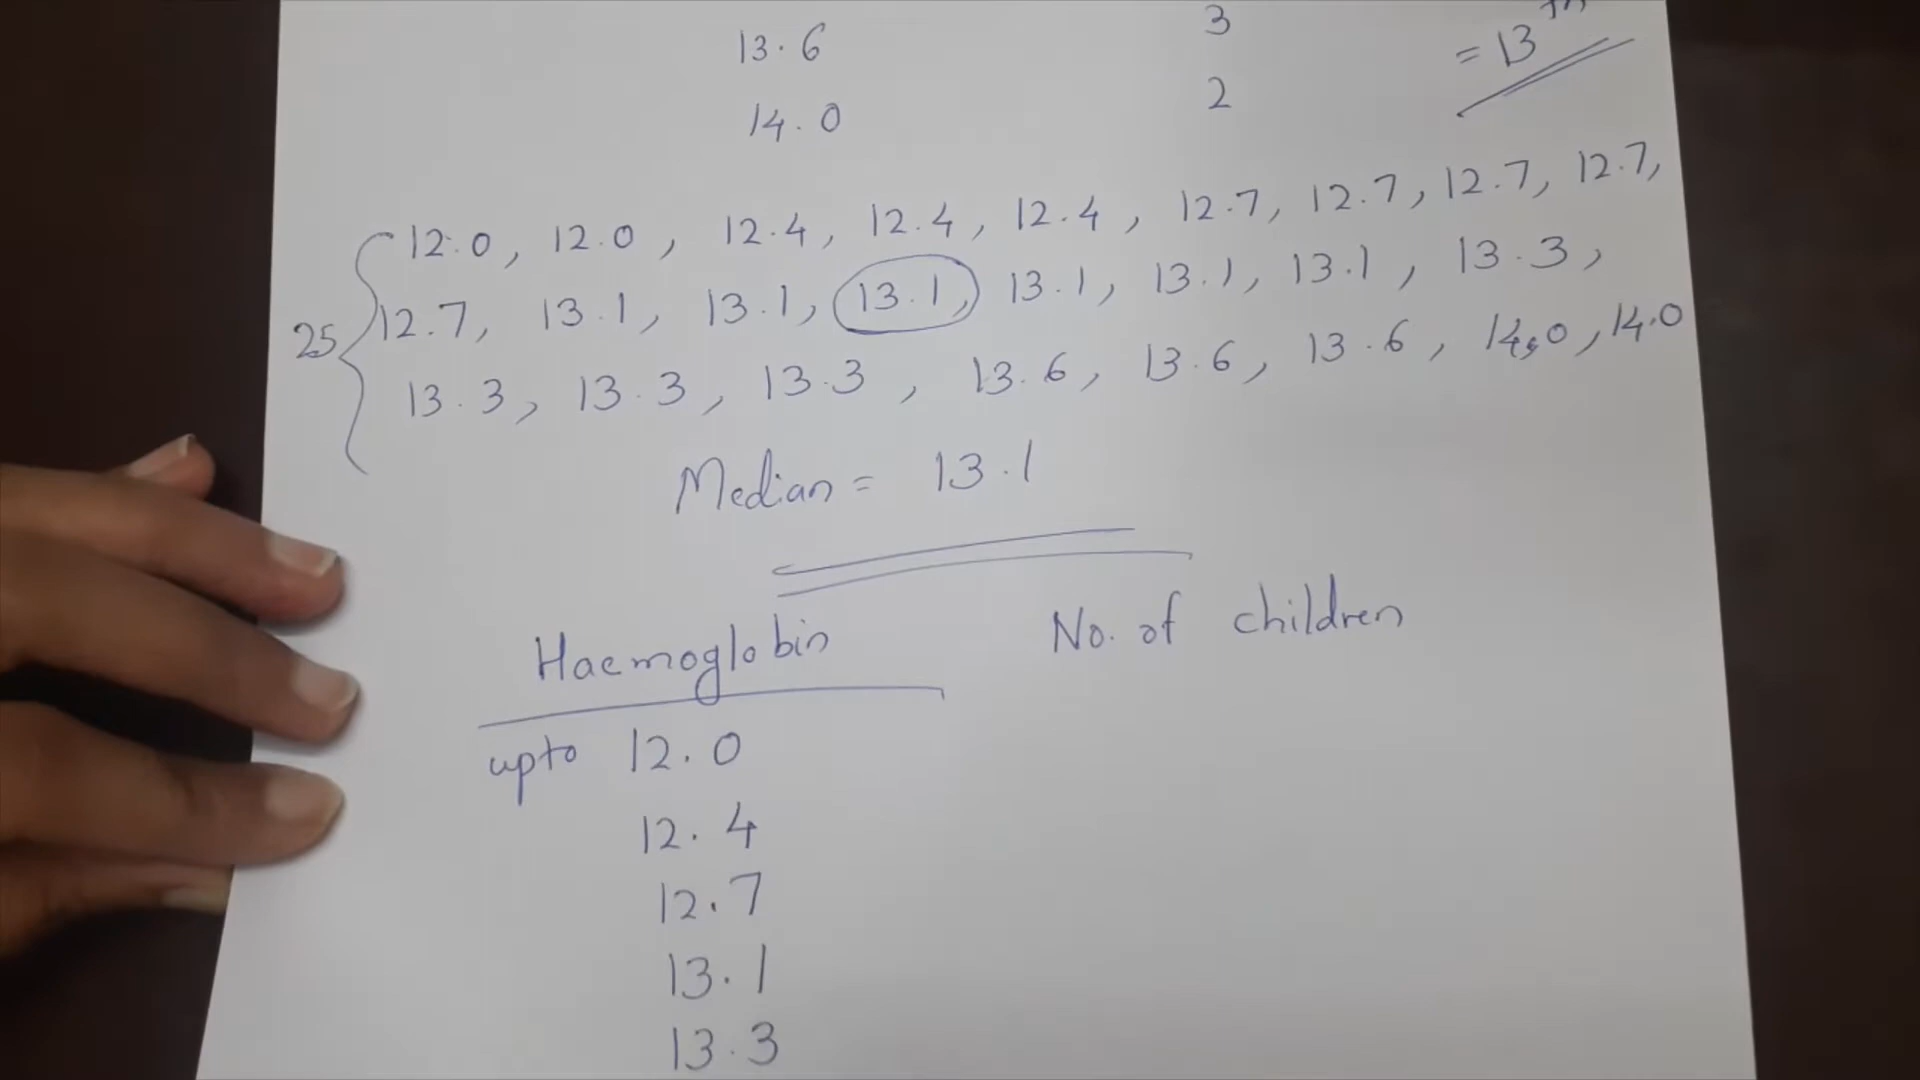 13.6 3 = 13th
14.0 2
12.0, 12.0, 12.4, 12.4, 12.4, 12.7, 12.7, 12.7, 12.7,
25 12.7, 13.1, 13.1, 13.1, 13.1, 13.1, 13.1, 13.3,
13.3, 13.3, 13.3, 13.6, 13.6, 13.6, 14.0, 14.0
Median = 13.1
Haemoglobin No. of children
upto 12.0
12.4
12.7
13.1
13.3